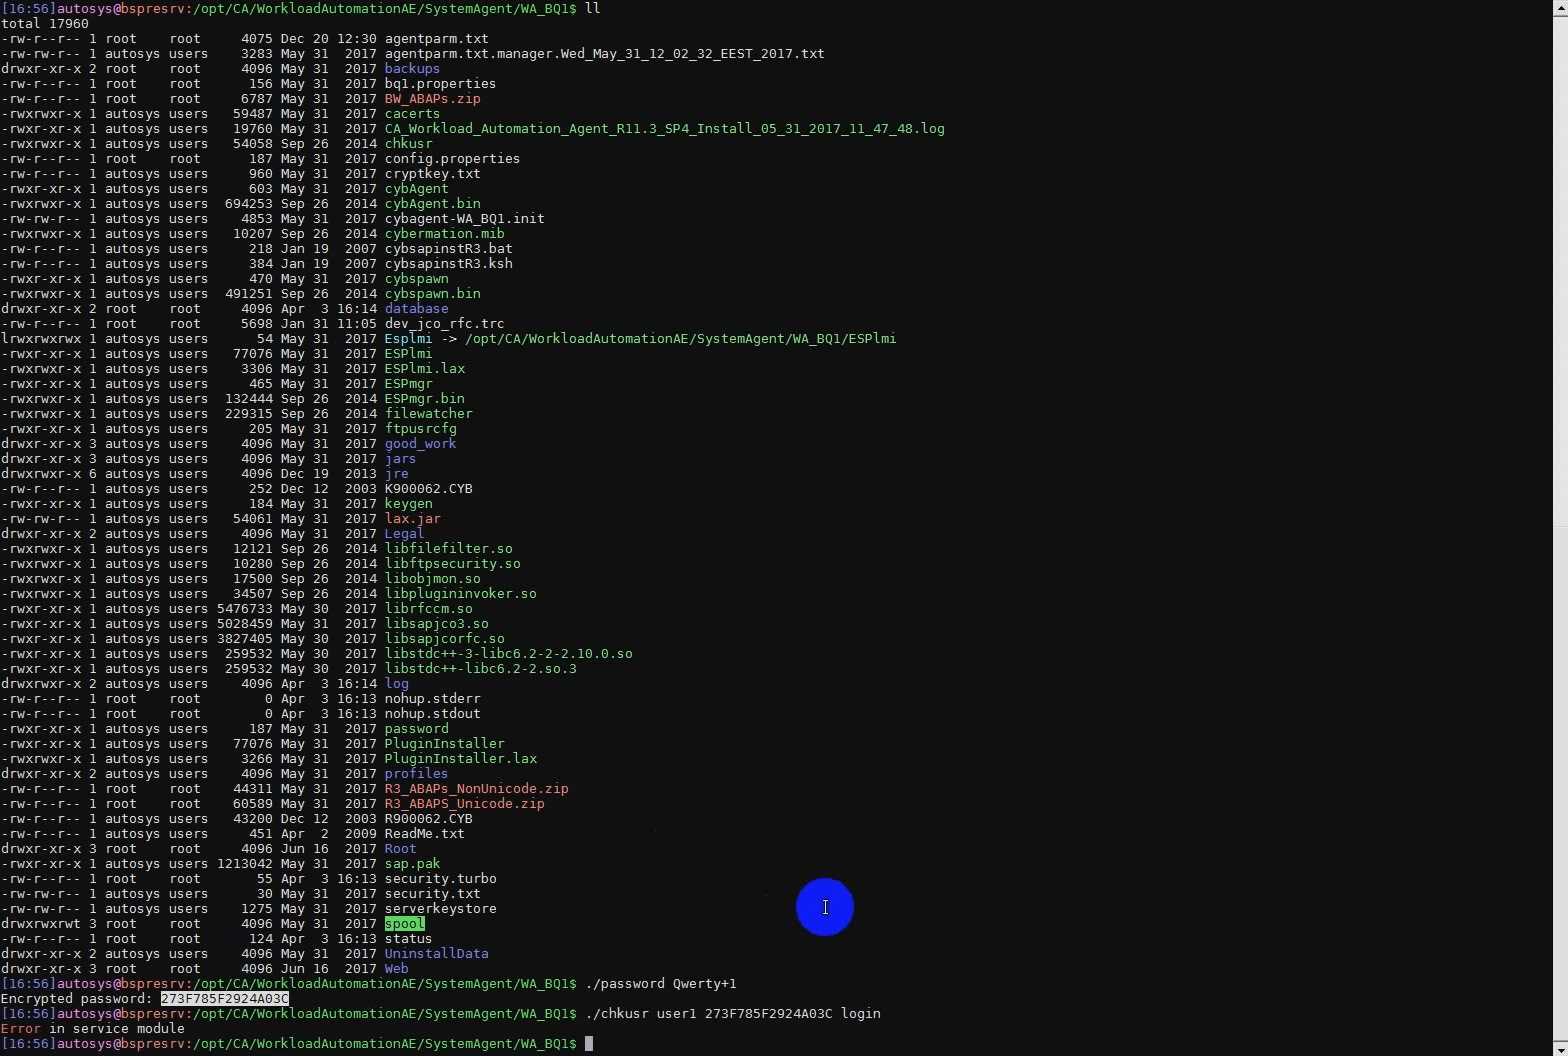 [16:56]autosys@bspresrv:/opt/CA/WorkloadAutomationAE/SystemAgent/WA_BQ1$ ll
total 17960
-rw-r--r-- 1 root    root     4075 Dec 20 12:30 agentparm.txt
-rw-rw-r-- 1 autosys users    3283 May 31  2017 agentparm.txt.manager.Wed_May_31_12_02_32_EEST_2017.txt
drwxr-xr-x 2 root    root     4096 May 31  2017 backups
-rw-r--r-- 1 root    root      156 May 31  2017 bq1.properties
-rw-r--r-- 1 root    root     6787 May 31  2017 BW_ABAPs.zip
-rwxrwxr-x 1 autosys users   59487 May 31  2017 cacerts
-rwxrwxr-x 1 autosys users   19760 May 31  2017 CA_Workload_Automation_Agent_R11.3_SP4_Install_05_31_2017_11_47_48.log
-rwxrwxr-x 1 autosys users   54058 Sep 26  2014 chkusr
-rw-r--r-- 1 root    root      187 May 31  2017 config.properties
-rw-r--r-- 1 autosys users     960 May 31  2017 cryptkey.txt
-rwxr-xr-x 1 autosys users     603 May 31  2017 cybAgent
-rwxr-xr-x 1 autosys users  694253 Sep 26  2014 cybAgent.bin
-rw-rw-r-- 1 autosys users    4853 May 31  2017 cybagent-WA_BQ1.init
-rwxrwxr-x 1 autosys users   10207 Sep 26  2014 cybermation.mib
-rw-r--r-- 1 autosys users     218 Jan 19  2007 cybsapinstR3.bat
-rw-r--r-- 1 autosys users     384 Jan 19  2007 cybsapinstR3.ksh
-rwxr-xr-x 1 autosys users     470 May 31  2017 cybspawn
-rwxrwxr-x 1 autosys users  491251 Sep 26  2014 cybspawn.bin
drwxr-xr-x 2 root    root     4096 Apr  3 16:14 database
-rw-r--r-- 1 root    root     5698 Jan 31 11:05 dev_jco_rfc.trc
lrwxrwxrwx 1 autosys users      54 May 31  2017 Esplmi -> /opt/CA/WorkloadAutomationAE/SystemAgent/WA_BQ1/ESPlmi
-rwxr-xr-x 1 autosys users   77076 May 31  2017 ESPlmi
-rwxrwxr-x 1 autosys users    3306 May 31  2017 ESPlmi.lax
-rwxr-xr-x 1 autosys users     465 May 31  2017 ESPmgr
-rwxrwxr-x 1 autosys users  132444 Sep 26  2014 ESPmgr.bin
-rwxrwxr-x 1 autosys users  229315 Sep 26  2014 filewatcher
-rwxr-xr-x 1 autosys users     205 May 31  2017 ftpusrcfg
drwxr-xr-x 3 autosys users    4096 May 31  2017 good_work
drwxr-xr-x 3 autosys users    4096 May 31  2017 jars
drwxrwxr-x 6 autosys users    4096 Dec 19  2013 jre
-rw-r--r-- 1 autosys users     252 Dec 12  2003 K900062.CYB
-rwxr-xr-x 1 autosys users     184 May 31  2017 keygen
-rw-rw-r-- 1 autosys users   54061 May 31  2017 lax.jar
drwxr-xr-x 2 autosys users    4096 May 31  2017 Legal
-rwxrwxr-x 1 autosys users   12121 Sep 26  2014 libfilefilter.so
-rwxrwxr-x 1 autosys users   10280 Sep 26  2014 libftpsecurity.so
-rwxrwxr-x 1 autosys users   17500 Sep 26  2014 libobjmon.so
-rwxrwxr-x 1 autosys users   34507 Sep 26  2014 libplugininvoker.so
-rwxr-xr-x 1 autosys users 5476733 May 30  2017 librfccm.so
-rwxrwxr-x 1 autosys users 5028459 May 31  2017 libsapjco3.so
-rwxr-xr-x 1 autosys users 3827405 May 30  2017 libsapjcorfc.so
-rwxr-xr-x 1 autosys users  259532 May 30  2017 libstdc++-3-libc6.2-2-2.10.0.so
-rwxr-xr-x 1 autosys users  259532 May 30  2017 libstdc++-libc6.2-2.so.3
drwxrwxr-x 2 autosys users    4096 Apr  3 16:14 log
-rw-r--r-- 1 root    root        0 Apr  3 16:13 nohup.stderr
-rw-r--r-- 1 root    root        0 Apr  3 16:13 nohup.stdout
-rwxr-xr-x 1 autosys users     187 May 31  2017 password
-rwxr-xr-x 1 autosys users   77076 May 31  2017 PluginInstaller
-rwxrwxr-x 1 autosys users    3266 May 31  2017 PluginInstaller.lax
drwxr-xr-x 2 autosys users    4096 May 31  2017 profiles
-rw-r--r-- 1 root    root    44311 May 31  2017 R3_ABAPs_NonUnicode.zip
-rw-r--r-- 1 root    root    60589 May 31  2017 R3_ABAPS_Unicode.zip
-rw-r--r-- 1 autosys users   43200 Dec 12  2003 R900062.CYB
-rw-r--r-- 1 autosys users     451 Apr  2  2009 ReadMe.txt
drwxr-xr-x 3 root    root     4096 Jun 16  2017 Root
-rwxr-xr-x 1 autosys users 1213042 May 31  2017 sap.pak
-rw-r--r-- 1 root    root       55 Apr  3 16:13 security.turbo
-rw-rw-r-- 1 autosys users      30 May 31  2017 security.txt
-rw-rw-r-- 1 autosys users    1275 May 31  2017 serverkeystore
drwxrwxrwt 3 root    root     4096 May 31  2017 spool
-rw-r--r-- 1 root    root      124 Apr  3 16:13 status
drwxr-xr-x 2 autosys users    4096 May 31  2017 UninstallData
drwxr-xr-x 3 root    root     4096 Jun 16  2017 Web
[16:56]autosys@bspresrv:/opt/CA/WorkloadAutomationAE/SystemAgent/WA_BQ1$ ./password Qwerty+1
Encrypted password: 273F785F2924A03C
[16:56]autosys@bspresrv:/opt/CA/WorkloadAutomationAE/SystemAgent/WA_BQ1$ ./chkusr user1 273F785F2924A03C login
Error in service module
[16:56]autosys@bspresrv:/opt/CA/WorkloadAutomationAE/SystemAgent/WA_BQ1$